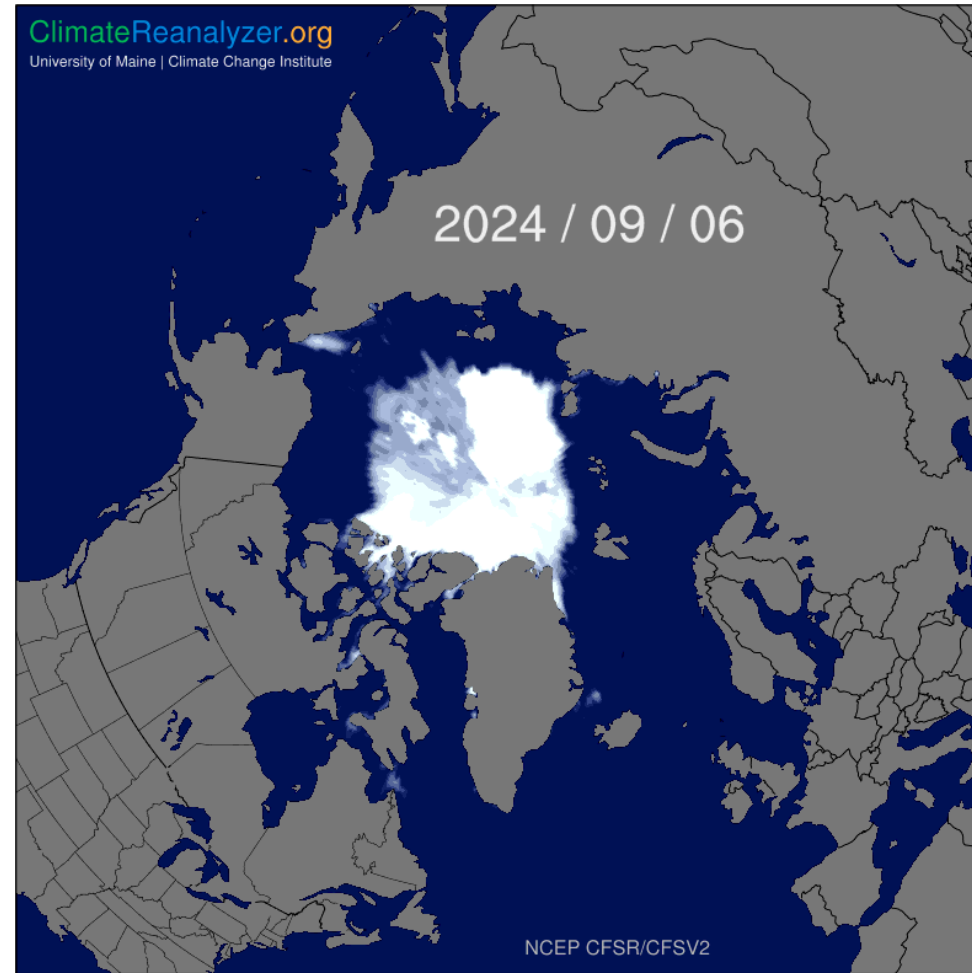 ClimateReanalyzer.org
University of Maine | Climate Change Institute
2024 / 09 / 06
NCEP CFSR/CFSV2